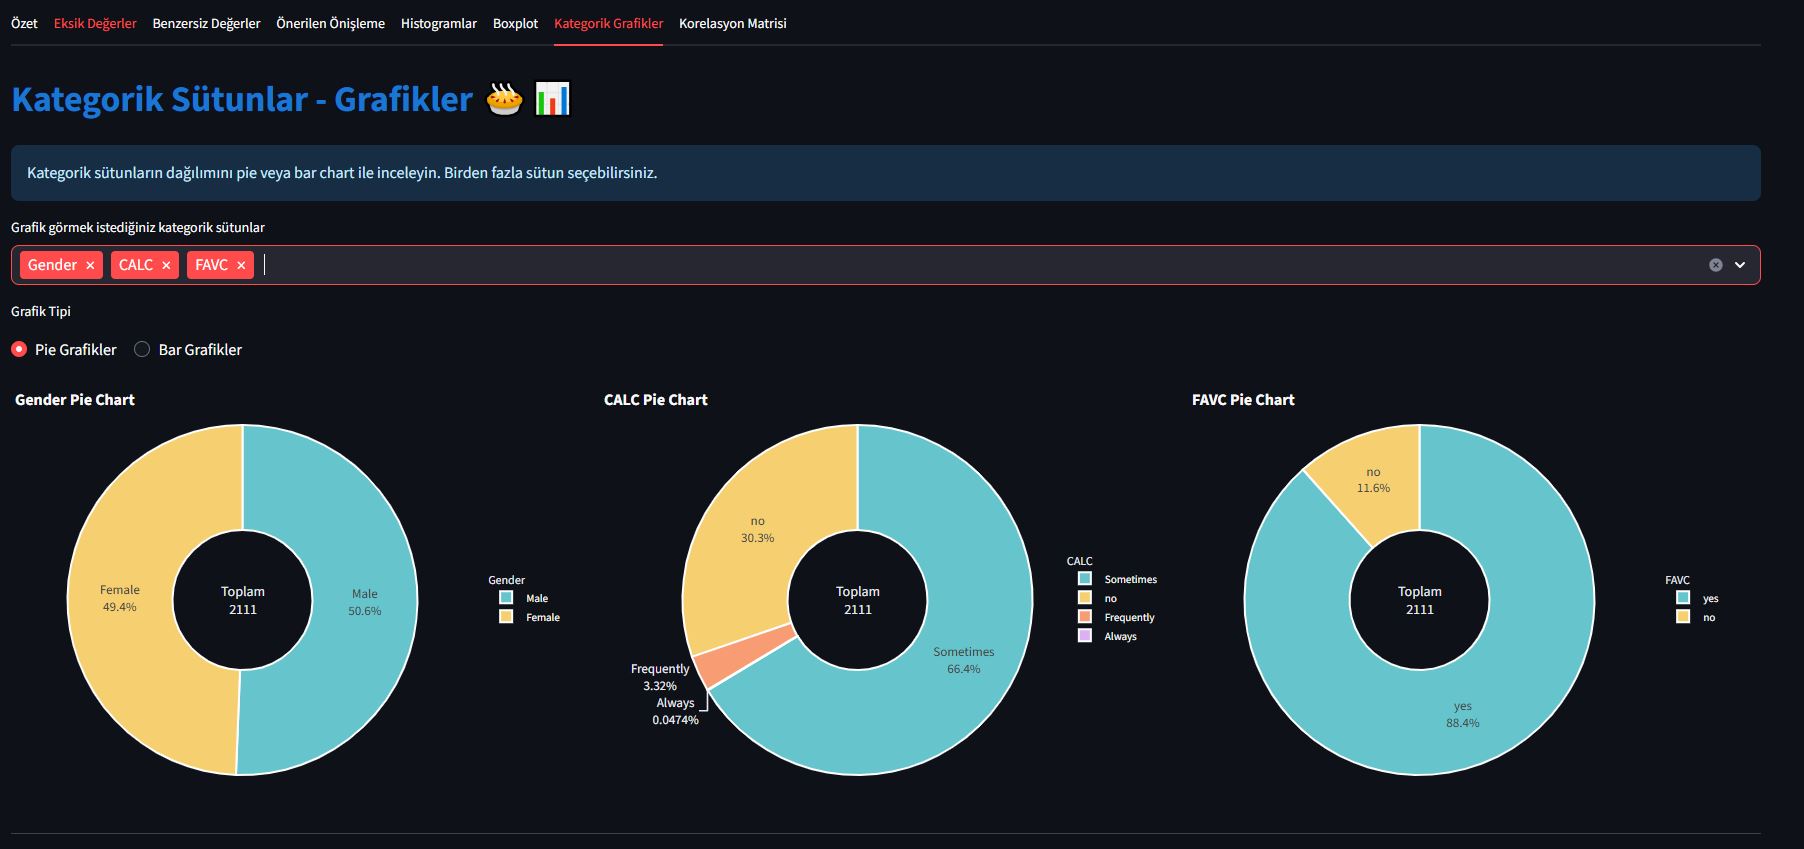 Özet Eksik Değerler Benzersiz Değerler Önerilen Önişleme Histogramlar Boxplot Kategorik Grafikler Korelasyon Matrisi
Kategorik Sütunlar - Grafikler
Kategorik sütunların dağılımını pie veya bar chart ile inceleyin. Birden fazla sütun seçebilirsiniz.
Grafik görmek istediğiniz kategorik sütunlar
Gender × CALC × FAVC ×
Grafik Tipi
Pie Grafikler Bar Grafikler
Gender Pie Chart
Female
49.4%
Toplam
2111
Male
50.6%
Gender
Male
Female
CALC Pie Chart
no
30.3%
Toplam
2111
Sometimes
66.4%
Frequently
3.32%
Always
0.0474%
CALC
Sometimes
no
Frequently
Always
FAVC Pie Chart
no
11.6%
Toplam
2111
yes
88.4%
FAVC
yes
no